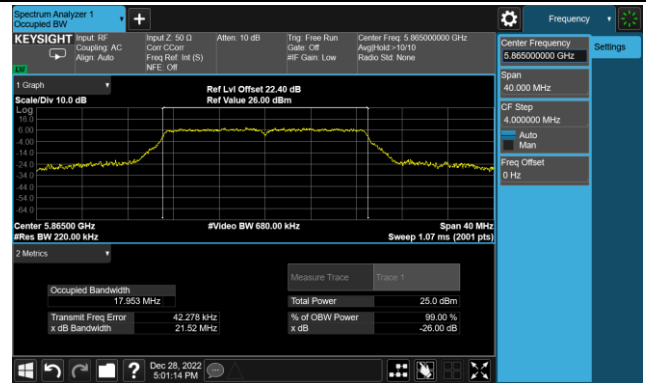 Spectrum Analyzer 1
Occupied BW
+
Frequency
KEYSIGHT
Input: RF
Coupling: AC
Align: Auto
Input Z: 50 Ω
Corr CCorr
Freq Ref: Int (S)
NFE: Off
Atten: 10 dB
Trig: Free Run
Gate: Off
#IF Gain: Low
Center Freq: 5.865000000 GHz
Avg|Hold:>10/10
Radio Std: None
Center Frequency
5.865000000 GHz
Settings
Span
40.000 MHz
CF Step
4.000000 MHz
Auto
Man
Freq Offset
0 Hz
1 Graph
Scale/Div 10.0 dB
Ref Lvl Offset 22.40 dB
Ref Value 26.00 dBm
Log
16.0
6.00
-4.00
-14.0
-24.0
-34.0
-44.0
-54.0
-64.0
Center 5.86500 GHz
#Video BW 680.00 kHz
Span 40 MHz
#Res BW 220.00 kHz
Sweep 1.07 ms (2001 pts)
2 Metrics
Measure Trace
Trace 1
Occupied Bandwidth
17.953 MHz
Total Power
25.0 dBm
Transmit Freq Error
42.278 kHz
% of OBW Power
99.00 %
x dB Bandwidth
21.52 MHz
x dB
-26.00 dB
?
Dec 28, 2022
5:01:14 PM